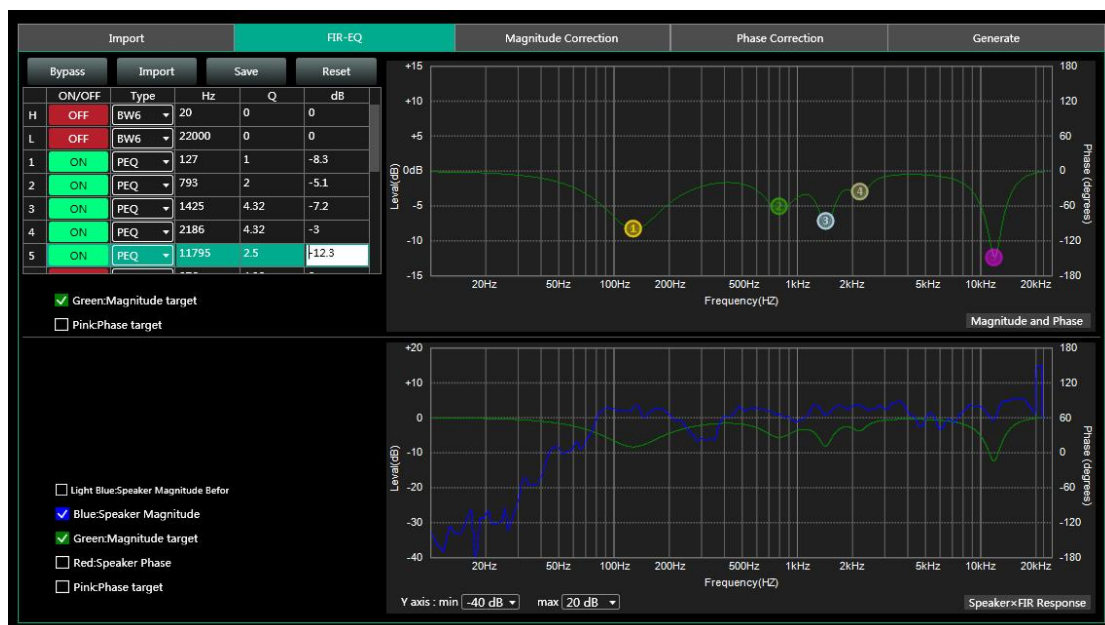 Import FIR-EQ Magnitude Correction Phase Correction Generate
Bypass Import Save Reset
ON/OFF Type Hz Q dB
H OFF BW6 20 0 0
L OFF BW6 22000 0 0
1 ON PEQ 127 1 -8.3
2 ON PEQ 793 2 -5.1
3 ON PEQ 1425 4.32 -7.2
4 ON PEQ 2186 4.32 -3
5 ON PEQ 11795 2.5 -12.3
Green:Magnitude target
Pink:Phase target
+15 180
+10 120
+5 60
0dB 0
-5 -60
-10 -120
-15 -180
Leval(dB)
Phase (degrees)
1 2 3 4
20Hz 50Hz 100Hz 200Hz 500Hz 1kHz 2kHz 5kHz 10kHz 20kHz
Frequency(HZ)
Magnitude and Phase
Light Blue:Speaker Magnitude Befor
Blue:Speaker Magnitude
Green:Magnitude target
Red:Speaker Phase
Pink:Phase target
+20 180
+10 120
0 60
-10 0
-20 -60
-30 -120
-40 -180
Leval(dB)
Phase (degrees)
20Hz 50Hz 100Hz 200Hz 500Hz 1kHz 2kHz 5kHz 10kHz 20kHz
Frequency(HZ)
Y axis : min -40 dB max 20 dB
Speaker×FIR Response